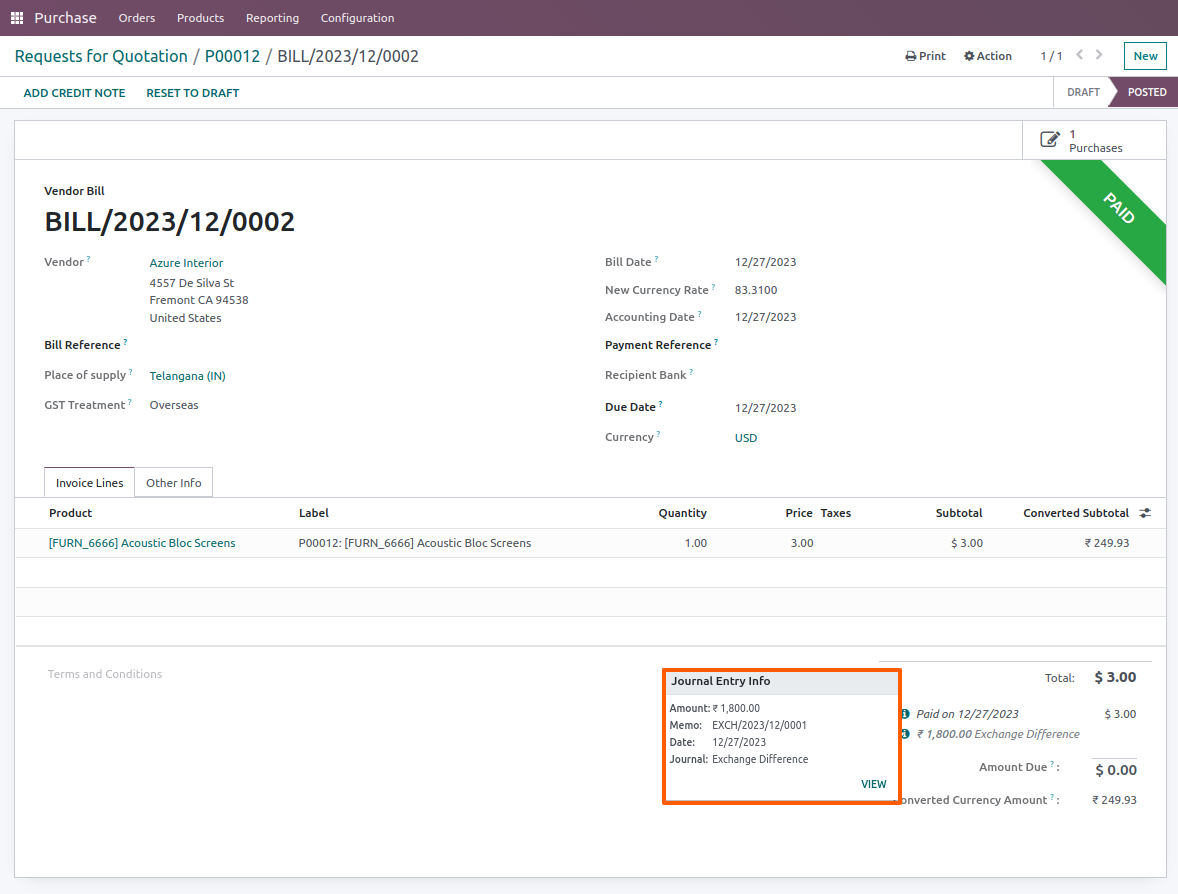 Purchase Orders Products Reporting Configuration
Requests for Quotation / P00012 / BILL/2023/12/0002 Print Action 1 / 1 New
ADD CREDIT NOTE RESET TO DRAFT DRAFT POSTED
1
Purchases
PAID
Vendor Bill
BILL/2023/12/0002
Vendor ? Azure Interior
4557 De Silva St
Fremont CA 94538
United States
Bill Reference ?
Place of supply ? Telangana (IN)
GST Treatment ? Overseas
Bill Date ? 12/27/2023
New Currency Rate ? 83.3100
Accounting Date ? 12/27/2023
Payment Reference ?
Recipient Bank ?
Due Date ? 12/27/2023
Currency ? USD
Invoice Lines Other Info
Product Label Quantity Price Taxes Subtotal Converted Subtotal
[FURN_6666] Acoustic Bloc Screens P00012: [FURN_6666] Acoustic Bloc Screens 1.00 3.00 $ 3.00 ₹ 249.93
Terms and Conditions
Journal Entry Info
Amount: ₹ 1,800.00
Memo: EXCH/2023/12/0001
Date: 12/27/2023
Journal: Exchange Difference
VIEW
Total: $ 3.00
Paid on 12/27/2023 $ 3.00
₹ 1,800.00 Exchange Difference
Amount Due ? : $ 0.00
onverted Currency Amount ? : ₹ 249.93